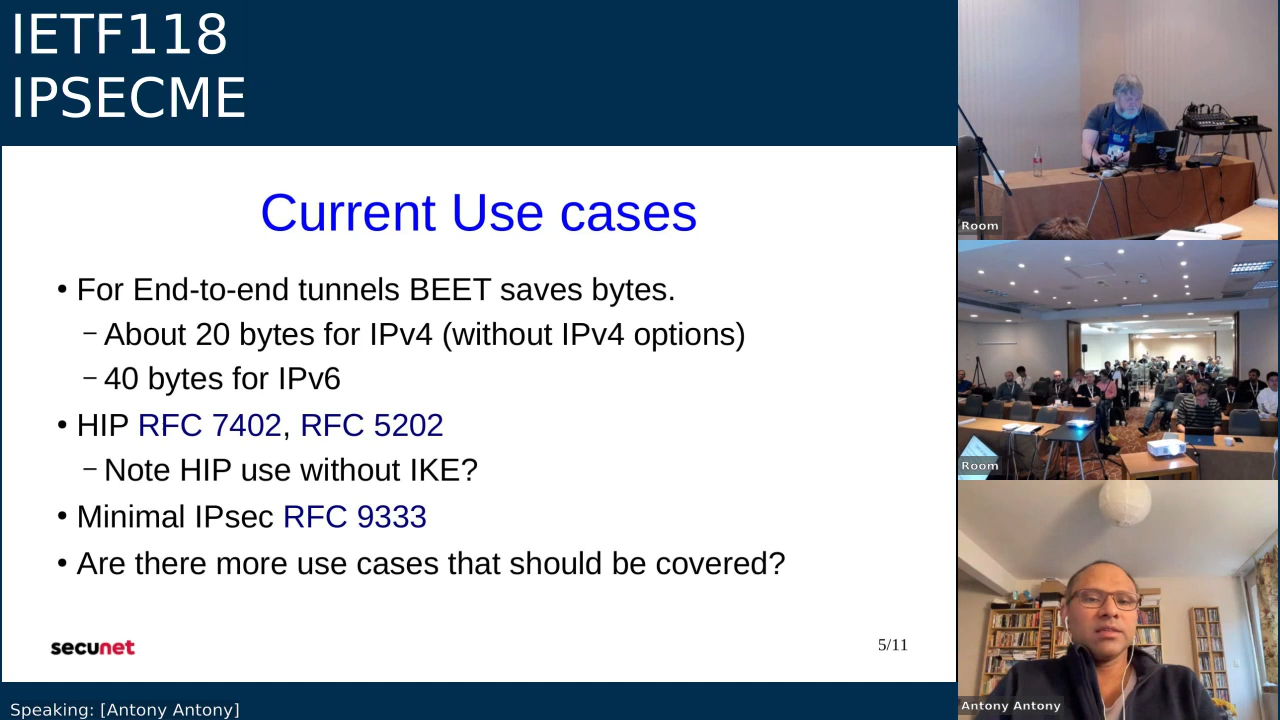 IETF118
IPSECME
Current Use cases
• For End-to-end tunnels BEET saves bytes.
– About 20 bytes for IPv4 (without IPv4 options)
– 40 bytes for IPv6
• HIP RFC 7402, RFC 5202
– Note HIP use without IKE?
• Minimal IPsec RFC 9333
• Are there more use cases that should be covered?
secunet
5/11
Speaking: [Antony Antony]
Room
Room
Antony Antony